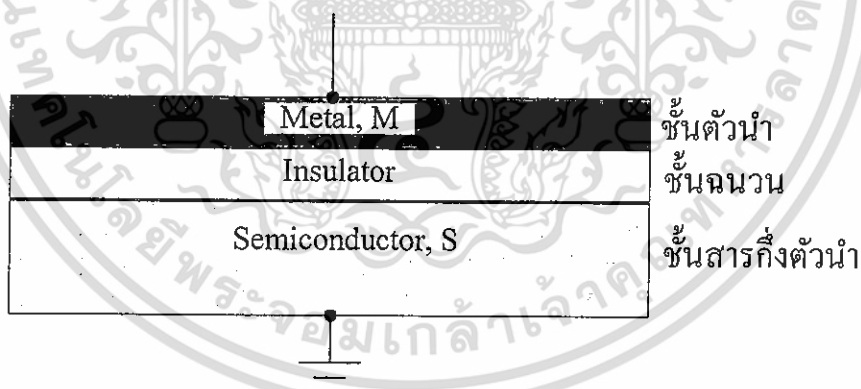 Metal, M
ชั้นตัวนำ
Insulator
ชั้นฉนวน
Semiconductor, S
ชั้นสารกึ่งตัวนำ